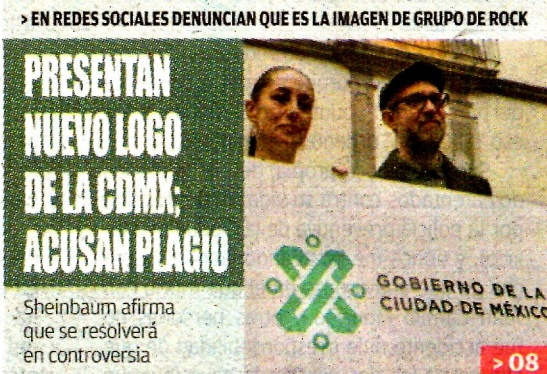 > EN REDES SOCIALES DENUNCIAN QUE ES LA IMAGEN DE GRUPO DE ROCK
PRESENTAN
NUEVO LOGO
DE LA CDMX;
ACUSAN PLAGIO
Sheinbaum afirma
que se resolverá
en controversia
GOBIERNO DE LA
CIUDAD DE MÉXICO
> 08